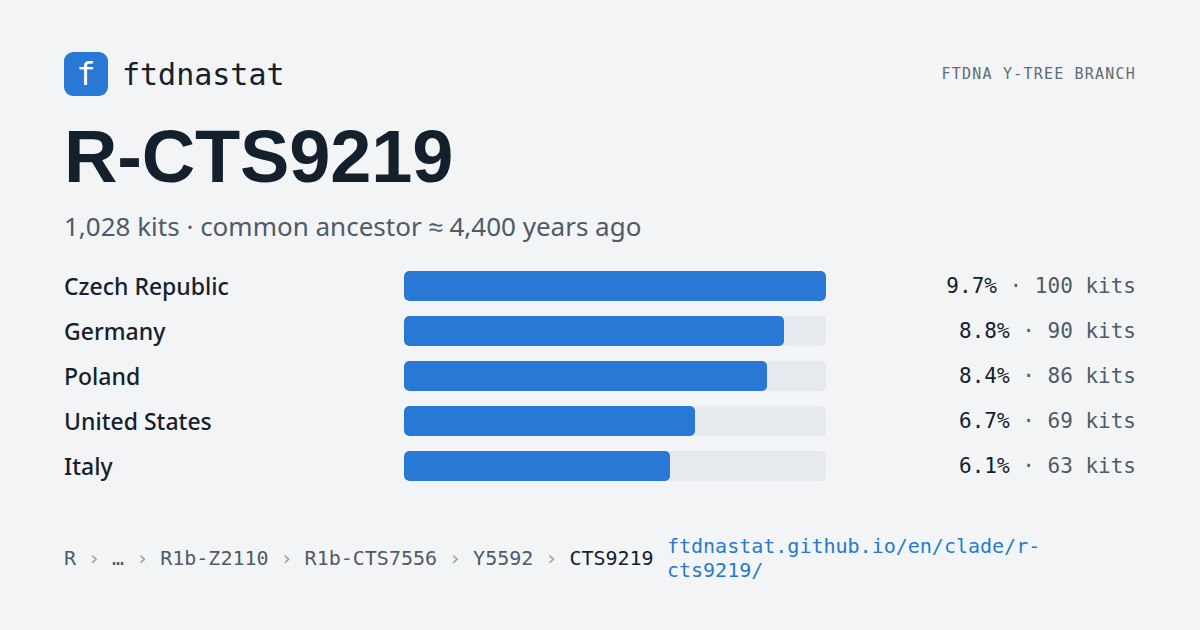 f ftdnastat
FTDNA Y-TREE BRANCH
R-CTS9219
1,028 kits · common ancestor ≈ 4,400 years ago
Czech Republic 9.7% · 100 kits
Germany 8.8% · 90 kits
Poland 8.4% · 86 kits
United States 6.7% · 69 kits
Italy 6.1% · 63 kits
R › … › R1b-Z2110 › R1b-CTS7556 › Y5592 › CTS9219
ftdnastat.github.io/en/clade/r-
cts9219/